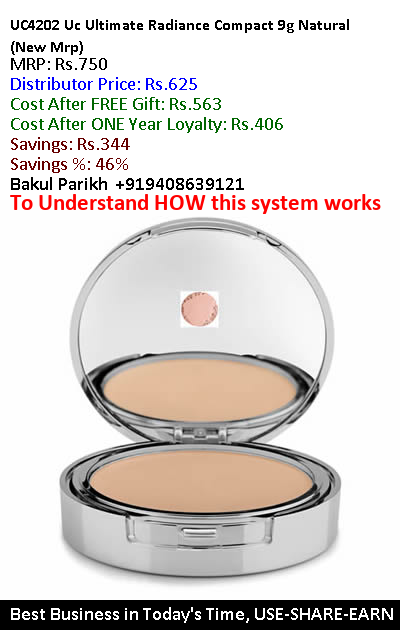 UC4202 Uc Ultimate Radiance Compact 9g Natural
(New Mrp)
MRP: Rs.750
Distributor Price: Rs.625
Cost After FREE Gift: Rs.563
Cost After ONE Year Loyalty: Rs.406
Savings: Rs.344
Savings %: 46%
Bakul Parikh +919408639121
To Understand HOW this system works
Best Business in Today's Time, USE-SHARE-EARN